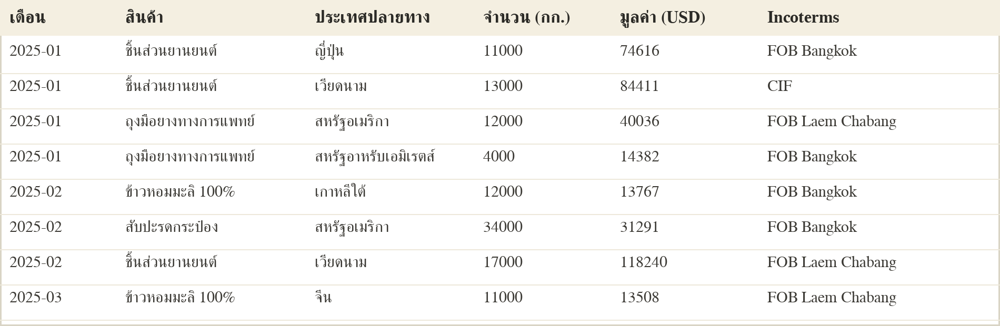 เดือน สินค้า ประเทศปลายทาง จำนวน (กก.) มูลค่า (USD) Incoterms
2025-01 ชิ้นส่วนยานยนต์ ญี่ปุ่น 11000 74616 FOB Bangkok
2025-01 ชิ้นส่วนยานยนต์ เวียดนาม 13000 84411 CIF
2025-01 ถุงมือยางทางการแพทย์ สหรัฐอเมริกา 12000 40036 FOB Laem Chabang
2025-01 ถุงมือยางทางการแพทย์ สหรัฐอาหรับเอมิเรตส์ 4000 14382 FOB Bangkok
2025-02 ข้าวหอมมะลิ 100% เกาหลีใต้ 12000 13767 FOB Bangkok
2025-02 สับปะรดกระป๋อง สหรัฐอเมริกา 34000 31291 FOB Bangkok
2025-02 ชิ้นส่วนยานยนต์ เวียดนาม 17000 118240 FOB Laem Chabang
2025-03 ข้าวหอมมะลิ 100% จีน 11000 13508 FOB Laem Chabang